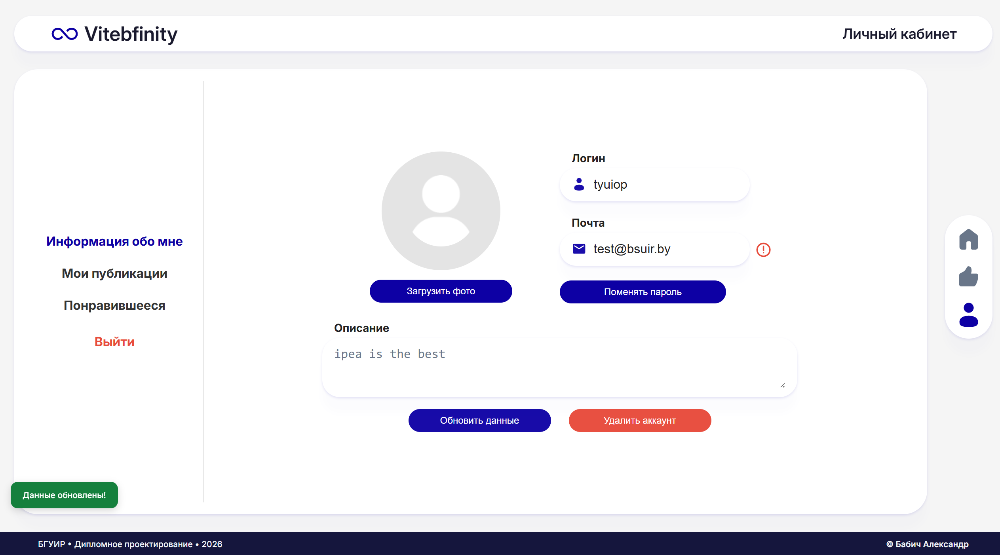 Vitebfinity
Личный кабинет
Информация обо мне
Мои публикации
Понравившееся
Выйти
Загрузить фото
Логин
tyuiop
Почта
test@bsuir.by
Поменять пароль
Описание
ipea is the best
Обновить данные
Удалить аккаунт
Данные обновлены!
БГУИР • Дипломное проектирование • 2026
© Бабич Александр